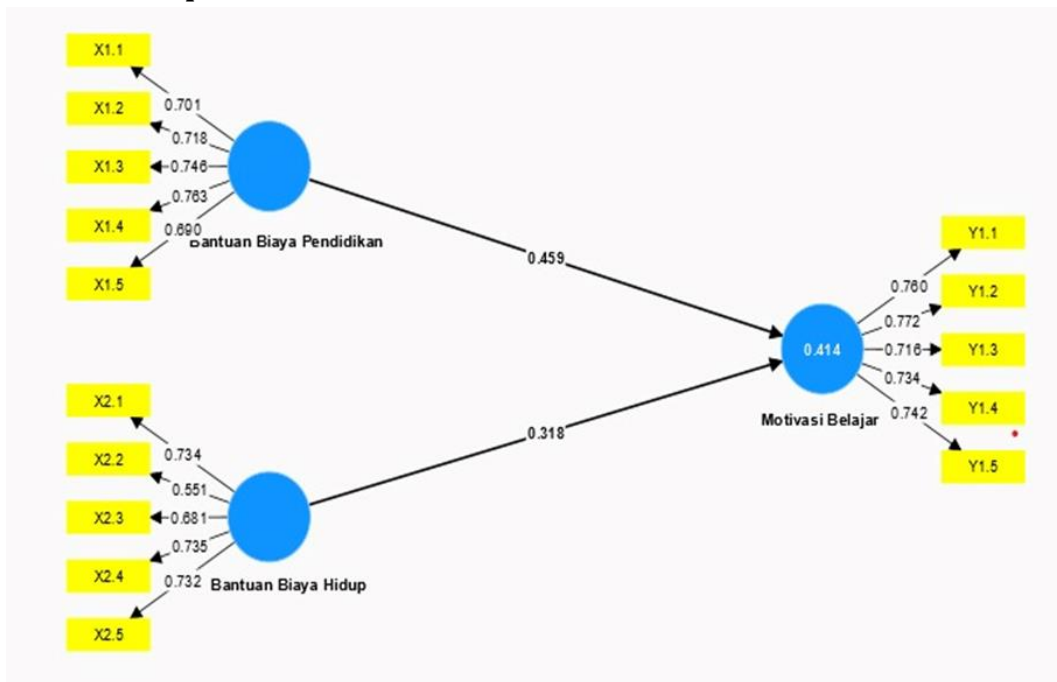 X1.1
0.701
X1.2
0.718
X1.3
0.746
X1.4
0.763
X1.5
0.690
Bantuan Biaya Pendidikan
0.459
X2.1
0.734
X2.2
0.551
X2.3
0.681
X2.4
0.735
X2.5
0.732
Bantuan Biaya Hidup
0.318
0.414
Motivasi Belajar
Y1.1
0.760
Y1.2
0.772
Y1.3
0.716
Y1.4
0.734
Y1.5
0.742